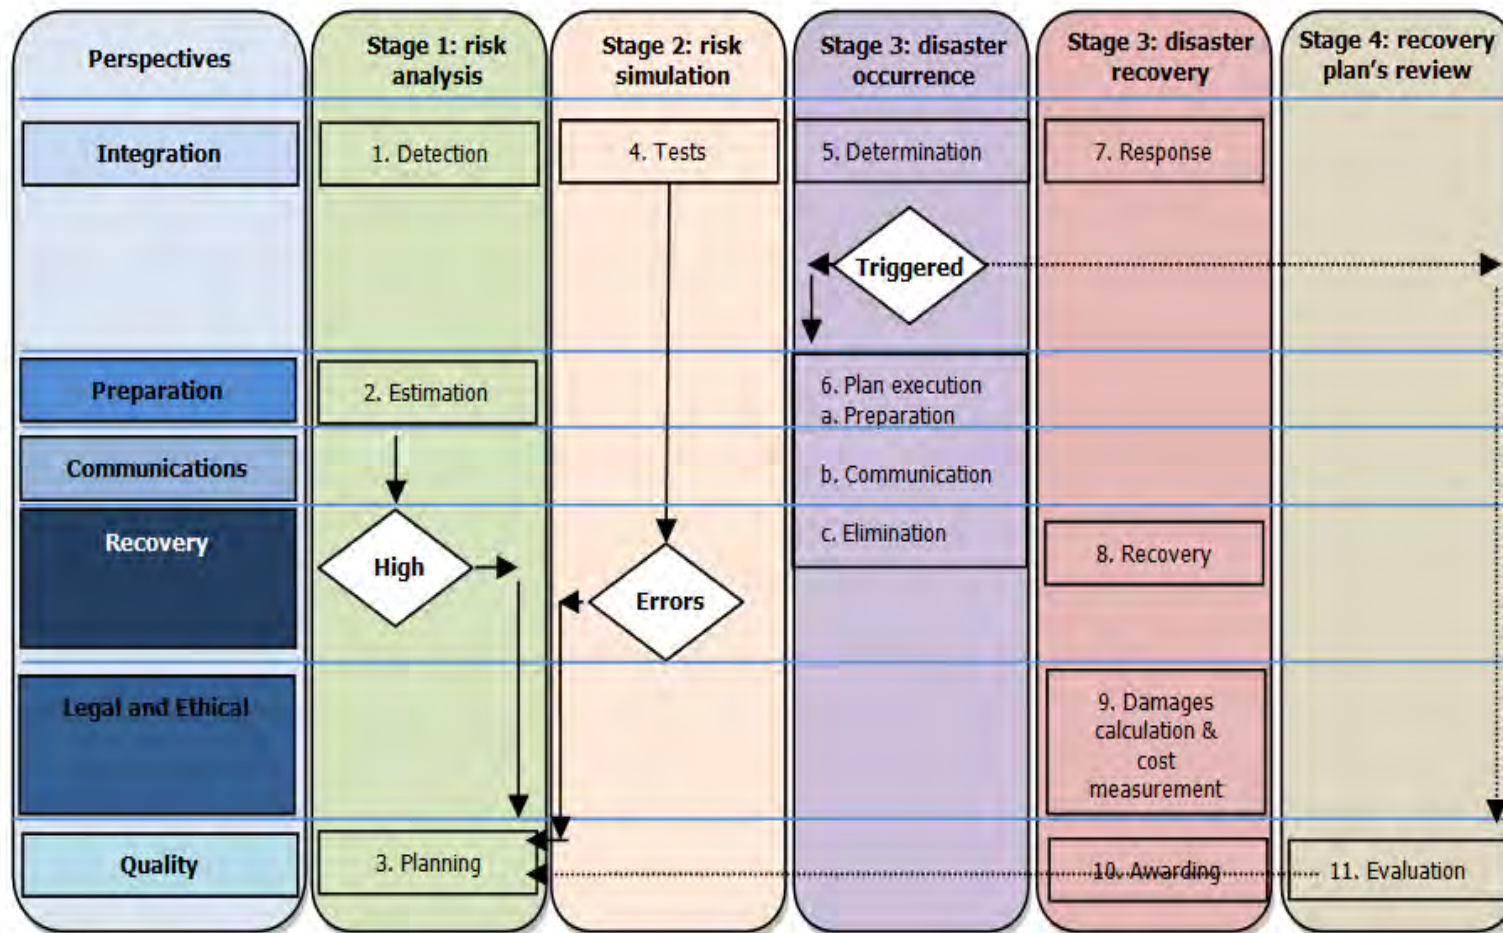 Perspectives
Stage 1: risk
analysis
Stage 2: risk
simulation
Stage 3: disaster
occurrence
Stage 3: disaster
recovery
Stage 4: recovery
plan's review
Integration
1. Detection
4. Tests
5. Determination
7. Response
Triggered
Preparation
2. Estimation
6. Plan execution
a. Preparation
Communications
b. Communication
Recovery
High
Errors
c. Elimination
8. Recovery
Legal and Ethical
9. Damages
calculation &
cost
measurement
Quality
3. Planning
10. Awarding
11. Evaluation